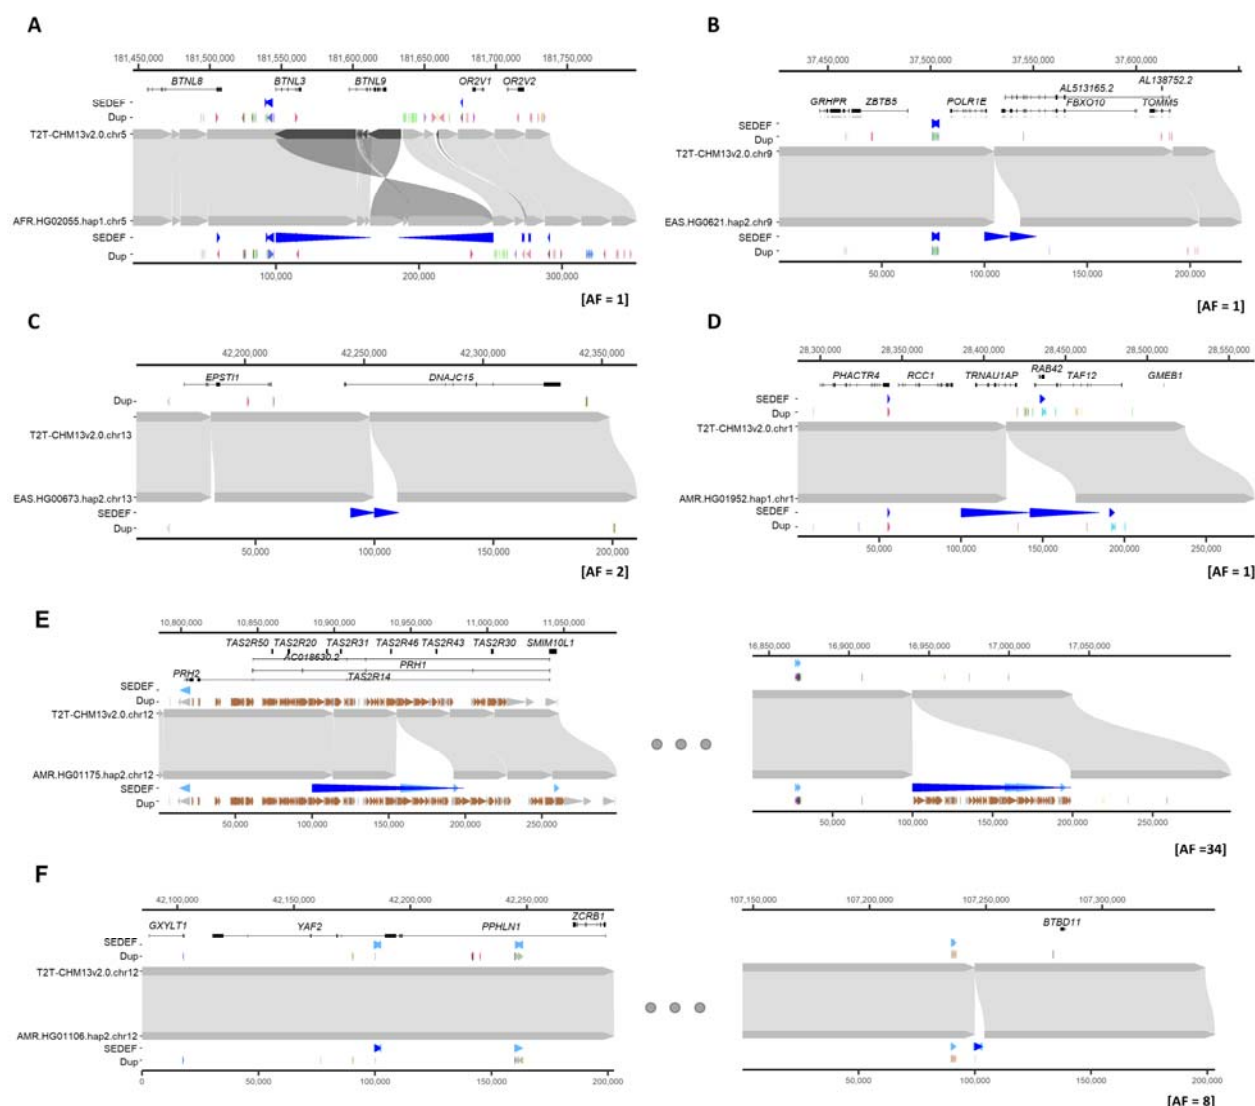 A
181,450,000 181,500,000 181,550,000 181,600,000 181,650,000 181,700,000 181,750,000
BTNL8 BTNL3 BTNL9 OR2V1 OR2V2
SEDEF
Dup
T2T-CHM13v2.0.chr5
AFR.HG02055.hap1.chr5
SEDEF
Dup
100,000 200,000 300,000
[AF = 1]
B
37,450,000 37,500,000 37,550,000 37,600,000
AL138752.2
AL513165.2
GRHPR ZBTB5 POLR1E FBXO10 TOMM5
SEDEF
Dup
T2T-CHM13v2.0.chr9
EAS.HG0621.hap2.chr9
SEDEF
Dup
50,000 100,000 150,000 200,000
[AF = 1]
C
42,200,000 42,250,000 42,300,000 42,350,000
EPSTI1 DNAJC15
Dup
T2T-CHM13v2.0.chr13
EAS.HG00673.hap2.chr13
SEDEF
Dup
50,000 100,000 150,000 200,000
[AF = 2]
D
28,300,000 28,350,000 28,400,000 28,450,000 28,500,000 28,550,000
RAB42
PHACTR4 RCC1 TRNAU1AP TAF12 GMEB1
SEDEF
Dup
T2T-CHM13v2.0.chr1
AMR.HG01952.hap1.chr1
SEDEF
Dup
50,000 100,000 150,000 200,000 250,000
[AF = 1]
E
10,800,000 10,850,000 10,900,000 10,950,000 11,000,000 11,050,000
TAS2R50 TAS2R20 TAS2R31 TAS2R46 TAS2R43 TAS2R30 SMIM10L1
AC018630.2
PRH1
PRH2 TAS2R14
SEDEF
Dup
T2T-CHM13v2.0.chr12
AMR.HG01175.hap2.chr12
SEDEF
Dup
50,000 100,000 150,000 200,000 250,000
16,850,000 16,900,000 16,950,000 17,000,000 17,050,000
50,000 100,000 150,000 200,000 250,000
[AF =34]
F
42,100,000 42,150,000 42,200,000 42,250,000
ZCRB1
GXYLT1 YAF2 PPHLN1
SEDEF
Dup
T2T-CHM13v2.0.chr12
AMR.HG01106.hap2.chr12
SEDEF
Dup
0 50,000 100,000 150,000 200,000
107,150,000 107,200,000 107,250,000 107,300,000
BTBD11
50,000 100,000 150,000 200,000
[AF = 8]